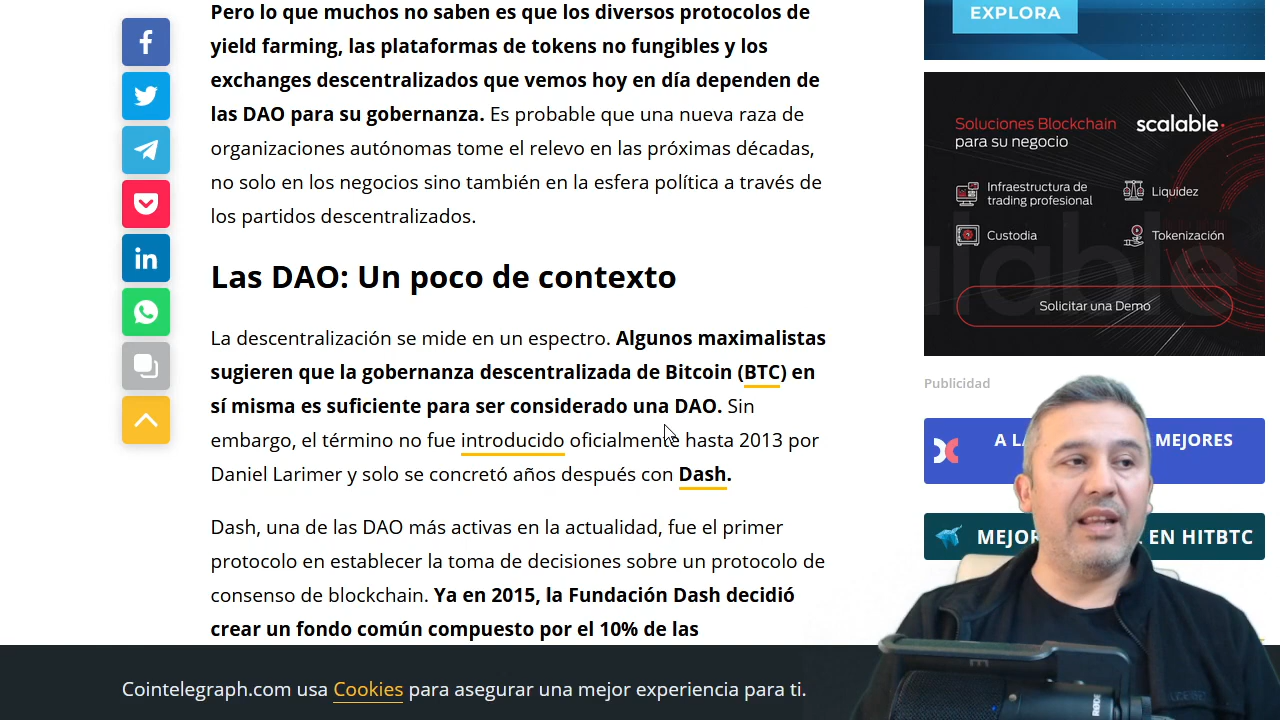 Pero lo que muchos no saben es que los diversos protocolos de
yield farming, las plataformas de tokens no fungibles y los
exchanges descentralizados que vemos hoy en día dependen de
las DAO para su gobernanza. Es probable que una nueva raza de
organizaciones autónomas tome el relevo en las próximas décadas,
no solo en los negocios sino también en la esfera política a través de
los partidos descentralizados.
Las DAO: Un poco de contexto
La descentralización se mide en un espectro. Algunos maximalistas
sugieren que la gobernanza descentralizada de Bitcoin (BTC) en
sí misma es suficiente para ser considerado una DAO. Sin
embargo, el término no fue introducido oficialmente hasta 2013 por
Daniel Larimer y solo se concretó años después con Dash.
Dash, una de las DAO más activas en la actualidad, fue el primer
protocolo en establecer la toma de decisiones sobre un protocolo de
consenso de blockchain. Ya en 2015, la Fundación Dash decidió
crear un fondo común compuesto por el 10% de las
Cointelegraph.com usa Cookies para asegurar una mejor experiencia para ti.
EXPLORA
Soluciones Blockchain
para su negocio
scalable
Infraestructura de
trading profesional
Liquidez
Custodia
Tokenización
Solicitar una Demo
Publicidad
A LA MEJORES
MEJOR EN HITBTC
RØDE